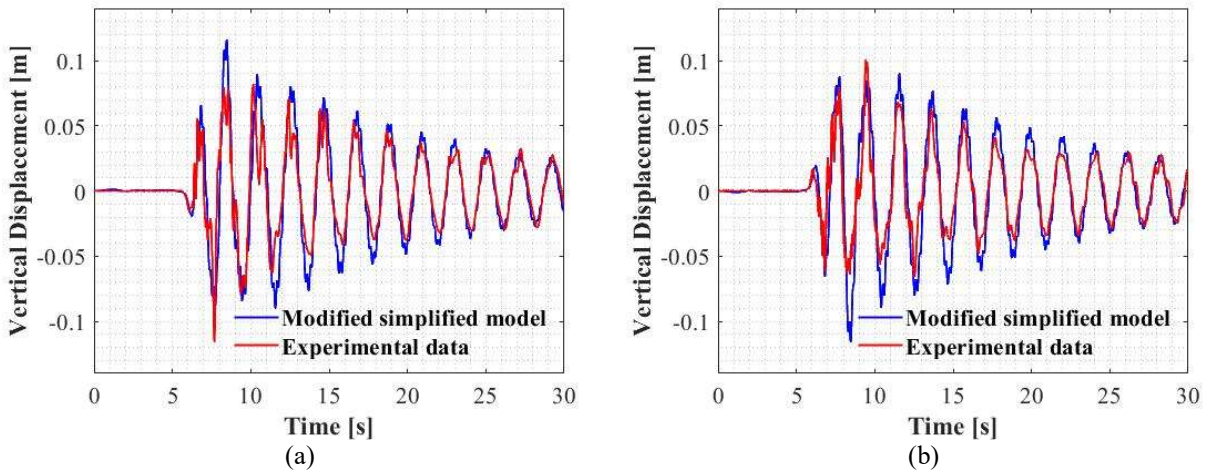 Vertical Displacement [m]
0.1
0.05
0
-0.05
-0.1
Modified simplified model
Experimental data
0 5 10 15 20 25 30
Time [s]
(a)
Vertical Displacement [m]
0.1
0.05
0
-0.05
-0.1
Modified simplified model
Experimental data
0 5 10 15 20 25 30
Time [s]
(b)